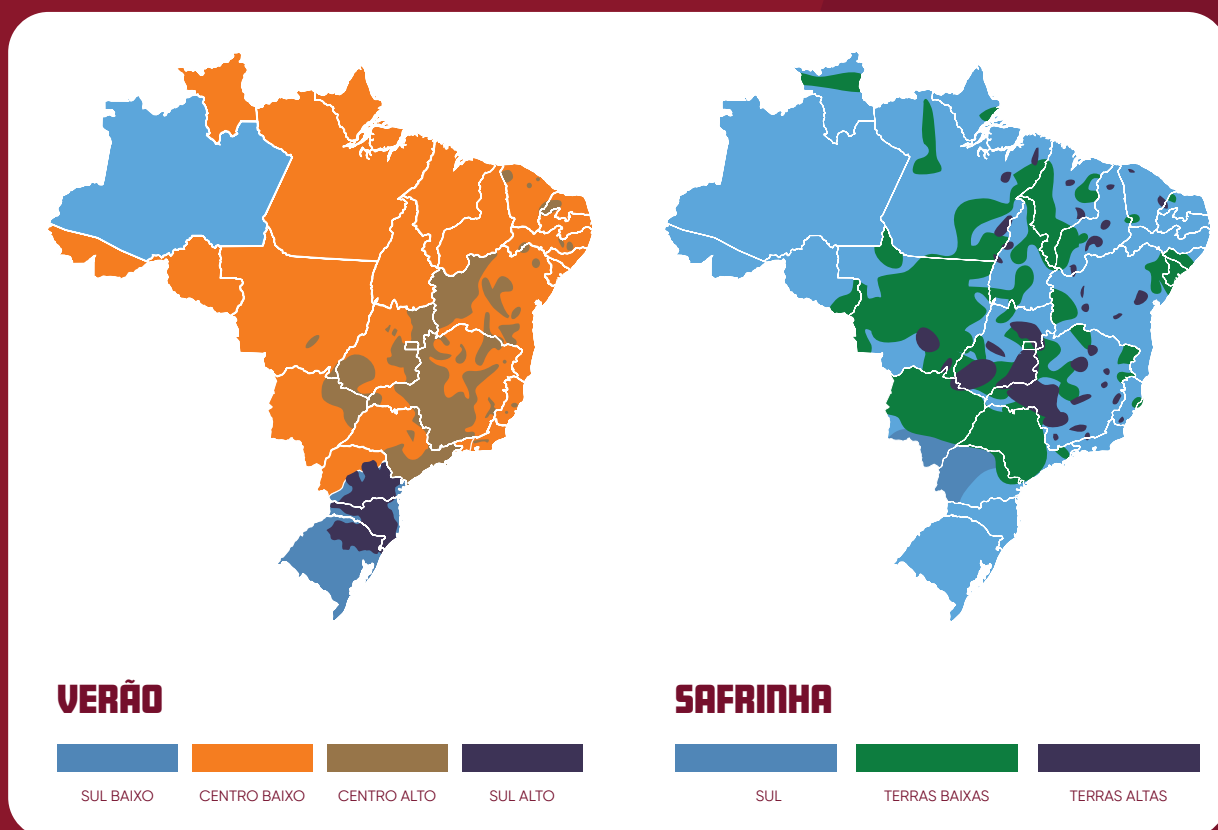 VERÃO
SUL BAIXO
CENTRO BAIXO
CENTRO ALTO
SUL ALTO
SAFRINHA
SUL
TERRAS BAIXAS
TERRAS ALTAS